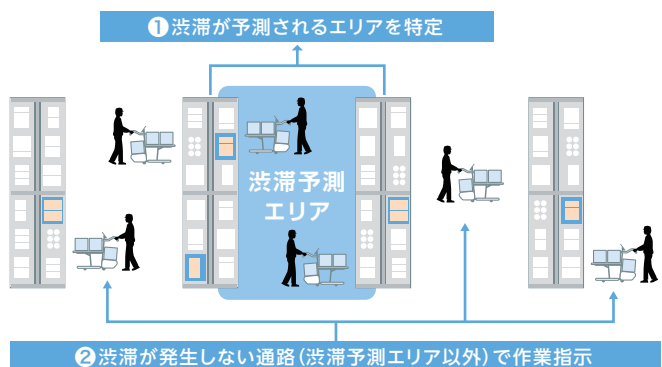 ❶渋滞が予測されるエリアを特定
渋滞予測
エリア
❷渋滞が発生しない通路(渋滞予測エリア以外)で作業指示